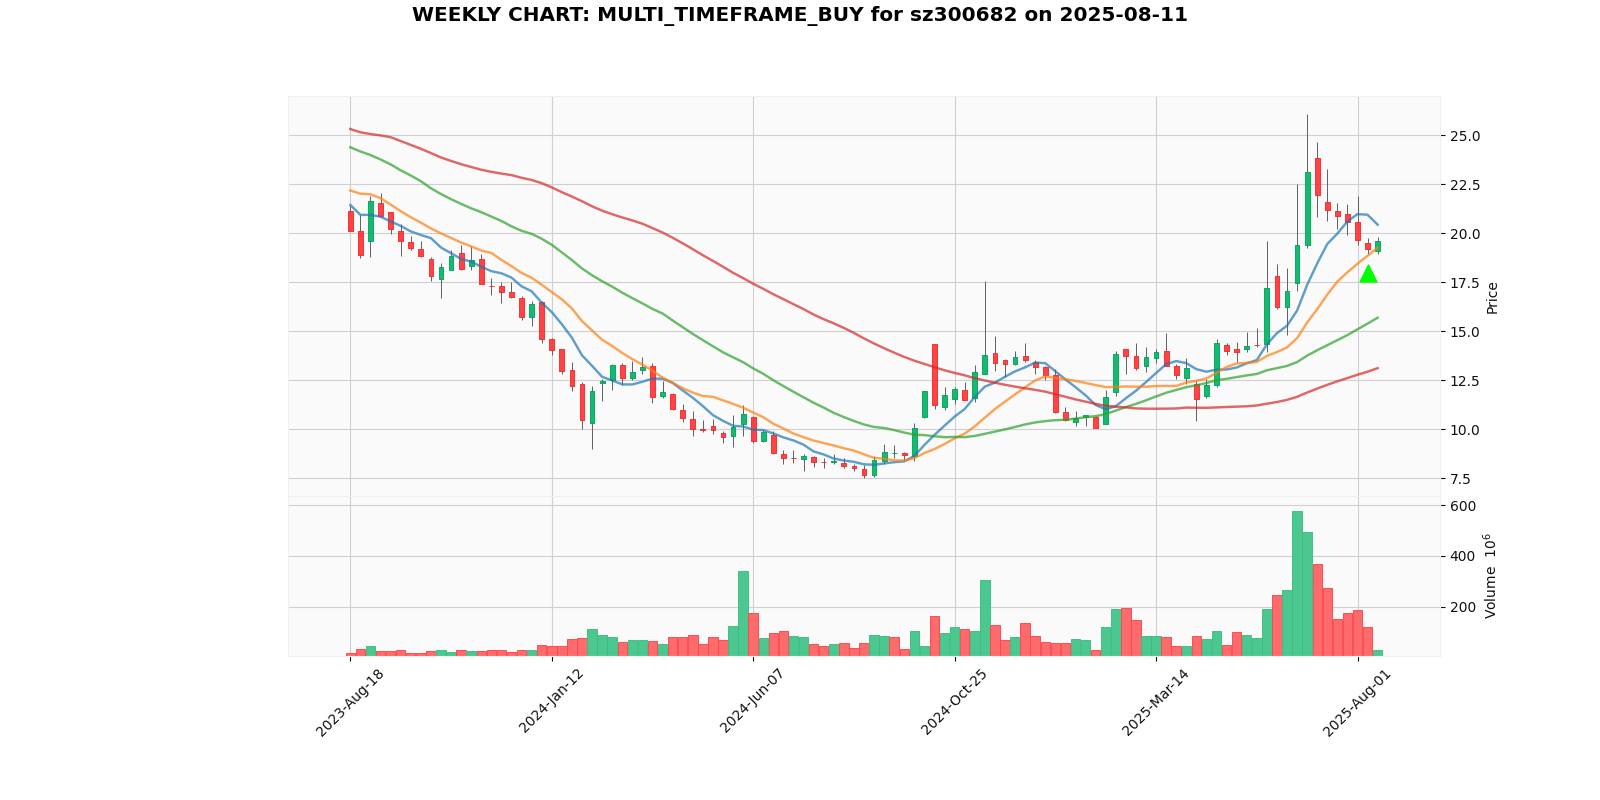 WEEKLY CHART: MULTI_TIMEFRAME_BUY for sz300682 on 2025-08-11
25.0
22.5
20.0
17.5
15.0
12.5
10.0
7.5
Price
600
400
200
Volume 10⁶
2023-Aug-18
2024-Jan-12
2024-Jun-07
2024-Oct-25
2025-Mar-14
2025-Aug-01